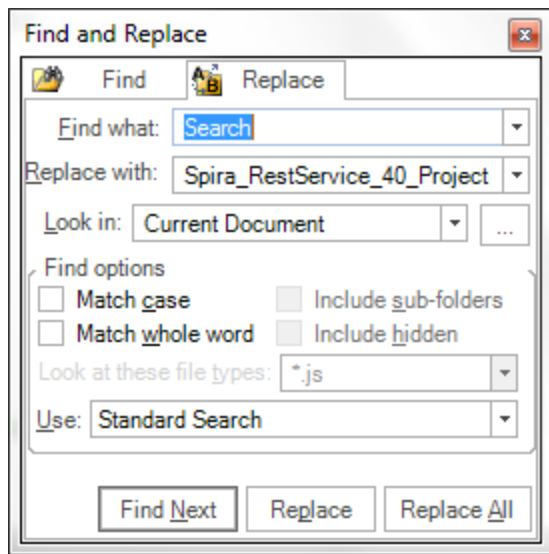 Find and Replace
Find Replace
Find what: Search
Replace with: Spira_RestService_40_Project
Look in: Current Document ...
Find options
Match case Include sub-folders
Match whole word Include hidden
Look at these file types: *.js
Use: Standard Search
Find Next Replace Replace All